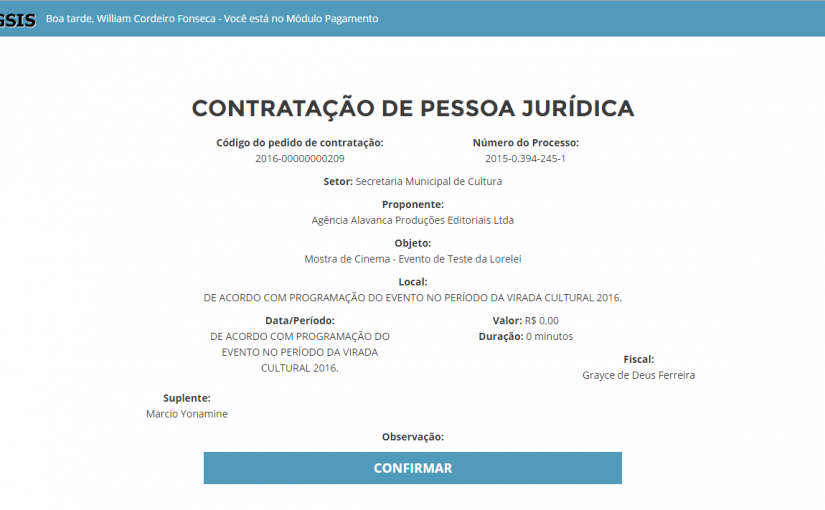 GSIS Boa tarde, William Cordeiro Fonseca - Você está no Módulo Pagamento
CONTRATAÇÃO DE PESSOA JURÍDICA
Código do pedido de contratação:
2016-00000000209
Número do Processo:
2015-0.394-245-1
Setor: Secretaria Municipal de Cultura
Proponente:
Agência Alavanca Produções Editoriais Ltda
Objeto:
Mostra de Cinema - Evento de Teste da Lorelei
Local:
DE ACORDO COM PROGRAMAÇÃO DO EVENTO NO PERÍODO DA VIRADA CULTURAL 2016.
Data/Período:
DE ACORDO COM PROGRAMAÇÃO DO
EVENTO NO PERÍODO DA VIRADA
CULTURAL 2016.
Valor: R$ 0,00
Duração: 0 minutos
Fiscal:
Grayce de Deus Ferreira
Suplente:
Marcio Yonamine
Observação:
CONFIRMAR